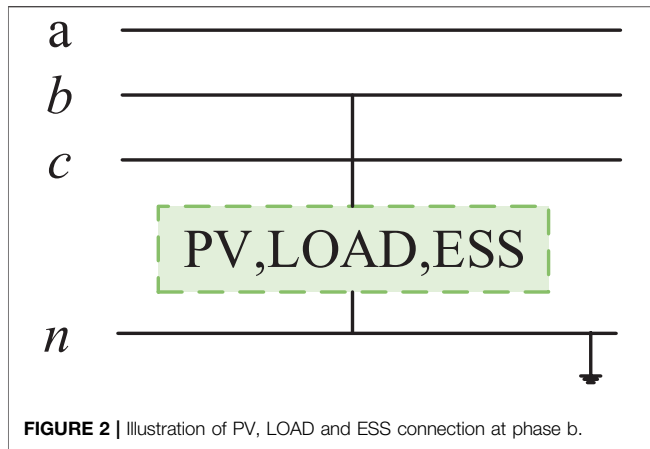 a
b
c
PV,LOAD,ESS
n
FIGURE 2 | Illustration of PV, LOAD and ESS connection at phase b.